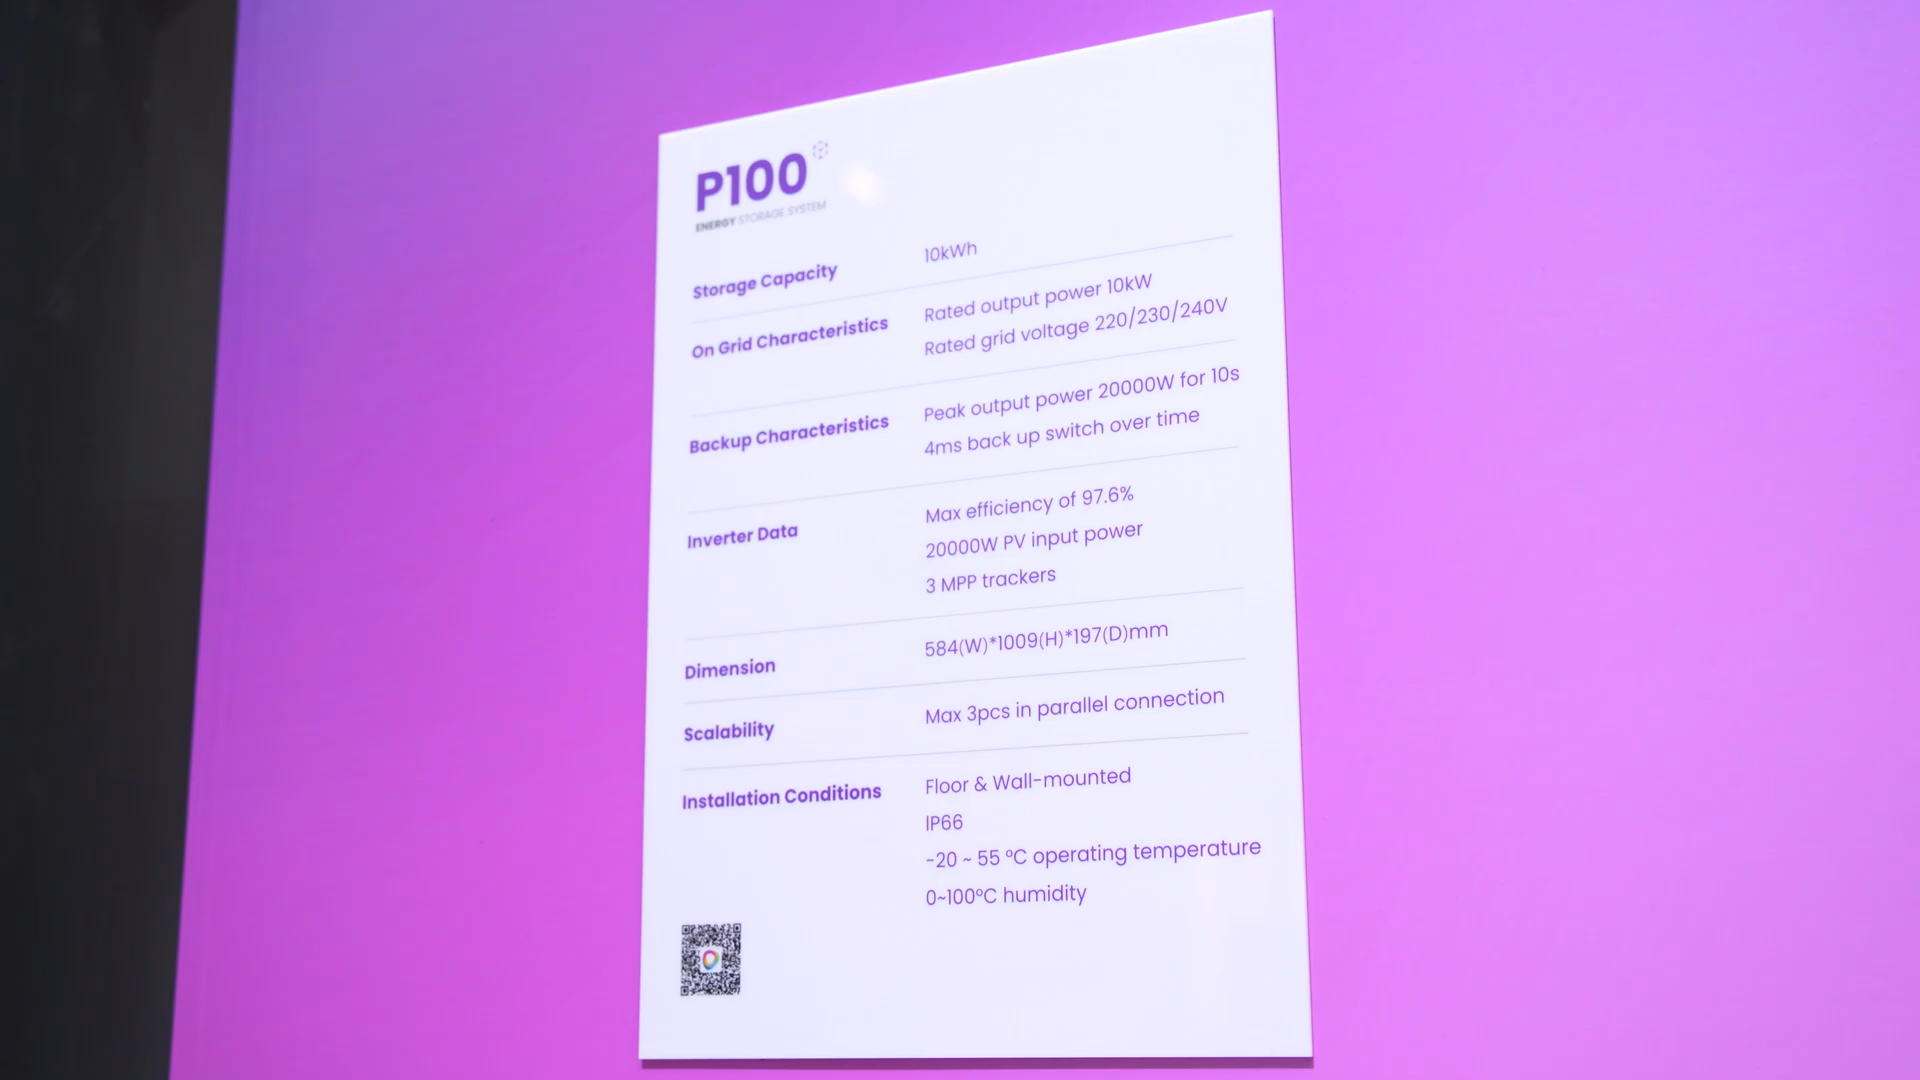 P100
ENERGY STORAGE SYSTEM
Storage Capacity
10kWh
On Grid Characteristics
Rated output power 10kW
Rated grid voltage 220/230/240V
Backup Characteristics
Peak output power 20000W for 10s
4ms back up switch over time
Inverter Data
Max efficiency of 97.6%
20000W PV input power
3 MPP trackers
Dimension
584(W)*1009(H)*197(D)mm
Scalability
Max 3pcs in parallel connection
Installation Conditions
Floor & Wall-mounted
IP66
-20 ~ 55 ºC operating temperature
0~100ºC humidity